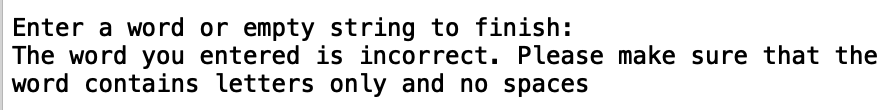 Enter a word or empty string to finish:
The word you entered is incorrect. Please make sure that the
word contains letters only and no spaces